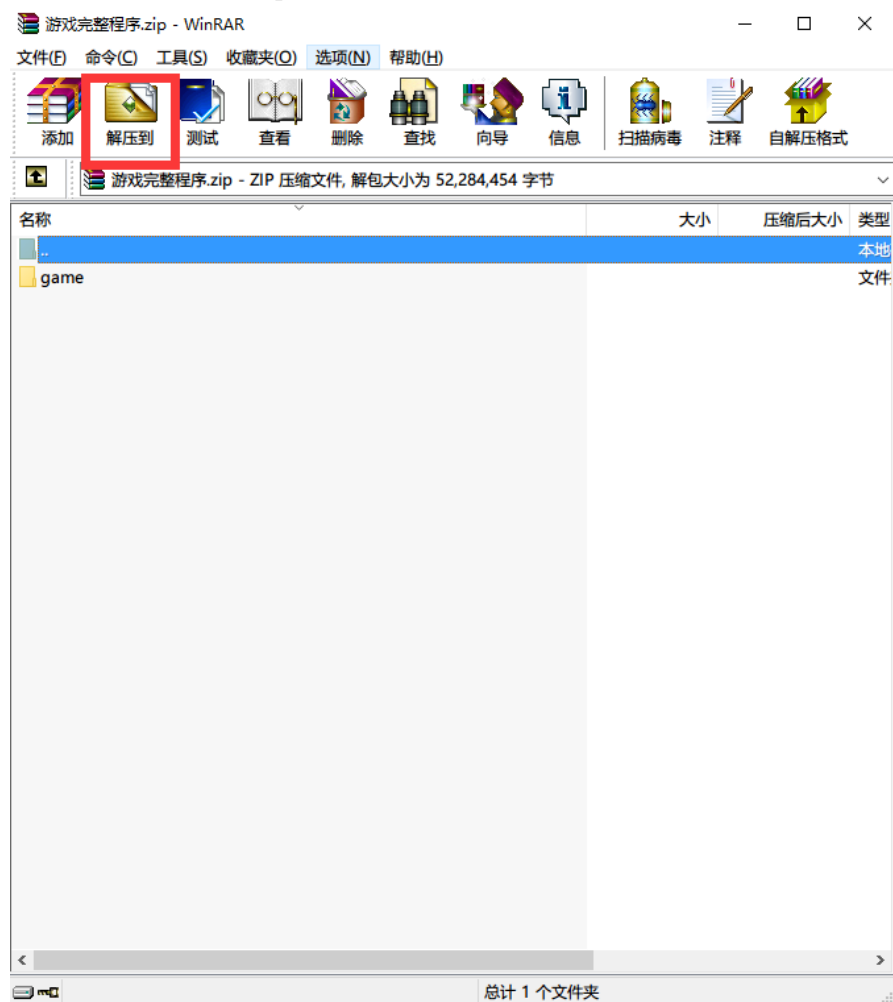 游戏完整程序.zip - WinRAR
文件(F) 命令(C) 工具(S) 收藏夹(O) 选项(N) 帮助(H)
添加 解压到 测试 查看 删除 查找 向导 信息 扫描病毒 注释 自解压格式
游戏完整程序.zip - ZIP 压缩文件, 解包大小为 52,284,454 字节
名称 大小 压缩后大小 类型
.. 本地
game 文件
总计 1 个文件夹